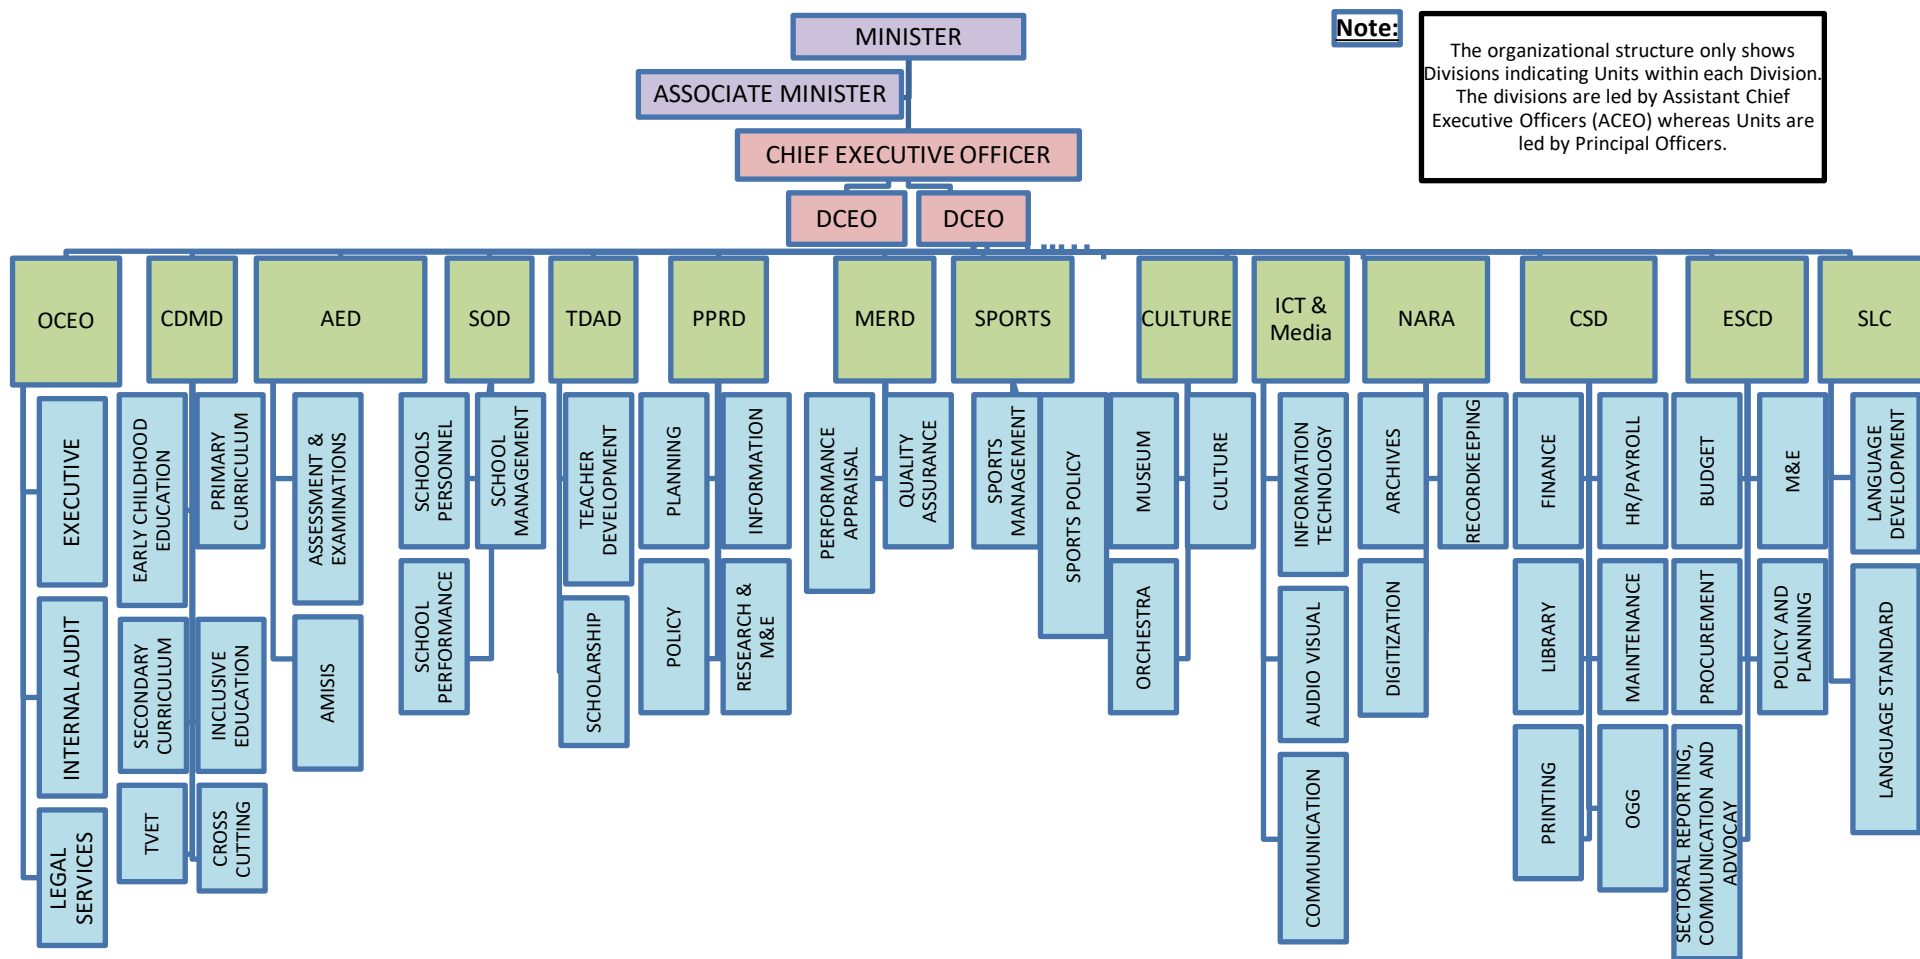 MINISTER
Note:
The organizational structure only shows
Divisions indicating Units within each Division.
The divisions are led by Assistant Chief
Executive Officers (ACEO) whereas Units are
led by Principal Officers.
ASSOCIATE MINISTER
CHIEF EXECUTIVE OFFICER
DCEO
DCEO
OCEO
CDMD
AED
SOD
TDAD
PPRD
MERD
SPORTS
CULTURE
ICT &
Media
NARA
CSD
ESCD
SLC
EXECUTIVE
INTERNAL AUDIT
LEGAL
SERVICES
EARLY CHILDHOOD
EDUCATION
PRIMARY
CURRICULUM
SECONDARY
CURRICULUM
INCLUSIVE
EDUCATION
TVET
CROSS
CUTTING
ASSESSMENT &
EXAMINATIONS
AMISIS
SCHOOLS
PERSONNEL
SCHOOL
MANAGEMENT
SCHOOL
PERFORMANCE
TEACHER
DEVELOPMENT
SCHOLARSHIP
PLANNING
INFORMATION
POLICY
RESEARCH &
M&E
PERFORMANCE
APPRAISAL
QUALITY
ASSURANCE
SPORTS
MANAGEMENT
SPORTS POLICY
MUSEUM
CULTURE
ORCHESTRA
INFORMATION
TECHNOLOGY
AUDIO VISUAL
COMMUNICATION
ARCHIVES
RECORDKEEPING
DIGITIZATION
FINANCE
HR/PAYROLL
LIBRARY
MAINTENANCE
PRINTING
OGG
BUDGET
M&E
PROCUREMENT
POLICY AND
PLANNING
SECTORAL REPORTING,
COMMUNICATION AND
ADVOCAY
LANGUAGE
DEVELOPMENT
LANGUAGE STANDARD